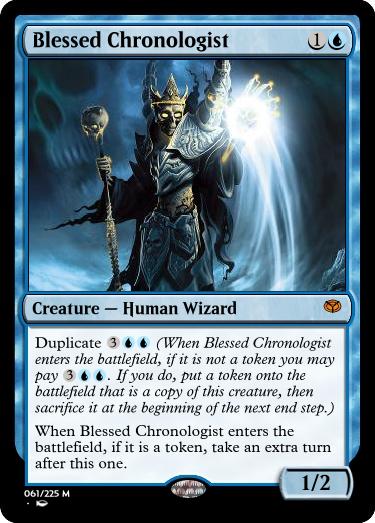 Blessed Chronologist 1
Creature — Human Wizard
Duplicate 3 (When Blessed Chronologist
enters the battlefield, if it is not a token you may
pay 3. If you do, put a token onto the
battlefield that is a copy of this creature, then
sacrifice it at the beginning of the next end step.)
When Blessed Chronologist enters the
battlefield, if it is a token, take an extra turn
after this one.
1/2
061/225 M